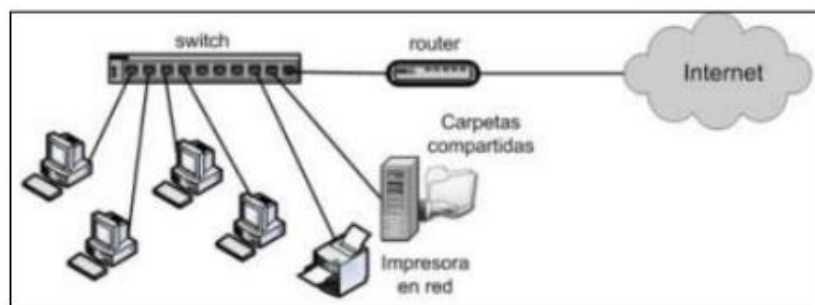 switch
router
Internet
Carpetas
compartidas
Impresora
en red